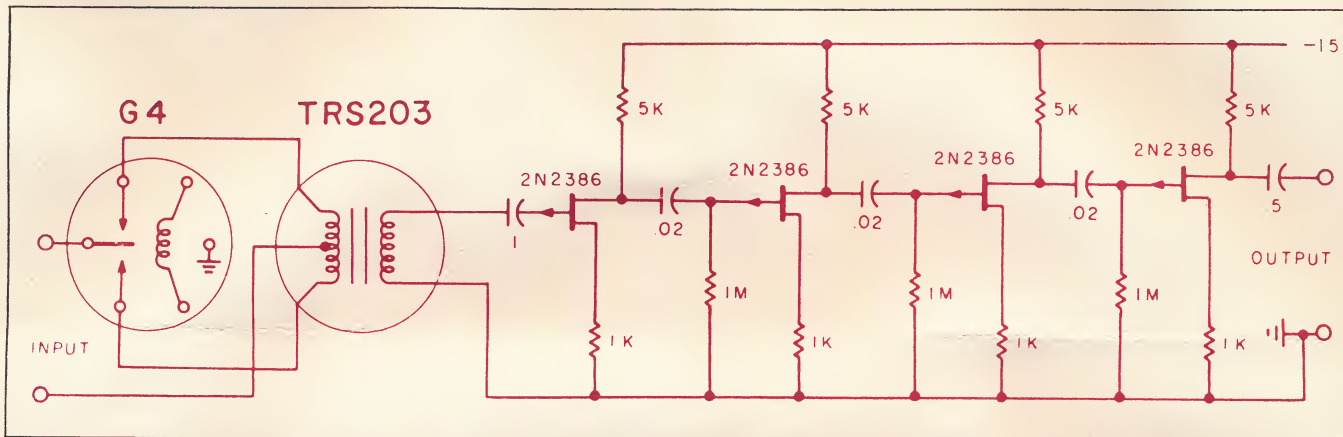 -15
G4 TRS203
5K 5K 5K 5K
2N2386 2N2386 2N2386 2N2386
1 .02 .02 .02 .5
OUTPUT
1M 1M 1M
INPUT 1K 1K 1K 1K